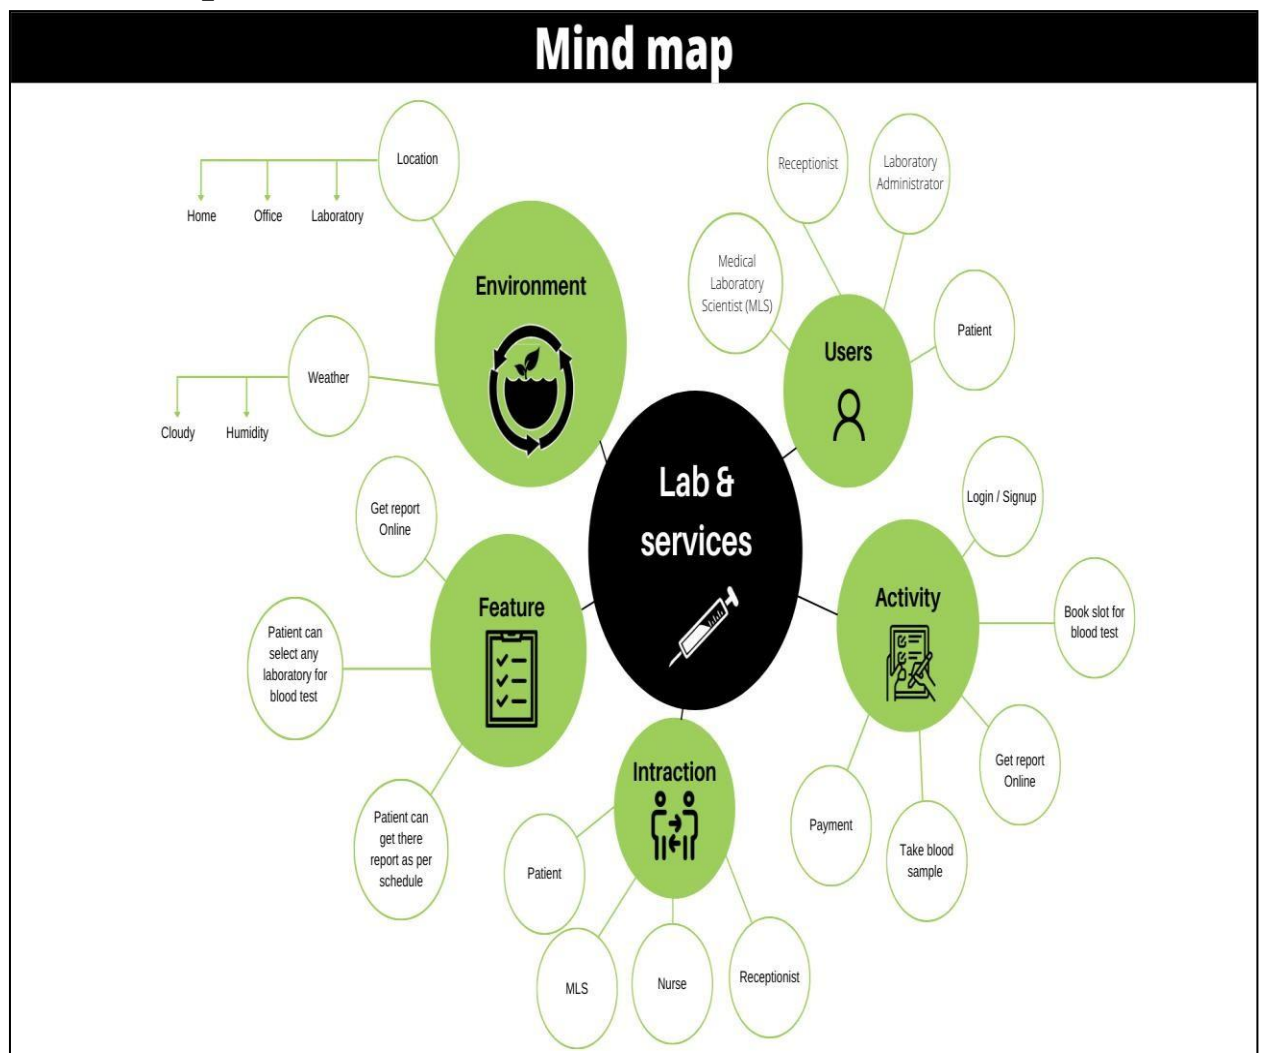 Mind map
Location
Home
Office
Laboratory
Environment
Weather
Cloudy
Humidity
Receptionist
Laboratory
Administrator
Medical
Laboratory
Scientist (MLS)
Patient
Users
Lab &
services
Get report
Online
Feature
Patient can
select any
laboratory for
blood test
Patient can
get there
report as per
schedule
Login / Signup
Activity
Book slot for
blood test
Get report
Online
Payment
Take blood
sample
Intraction
Patient
MLS
Nurse
Receptionist